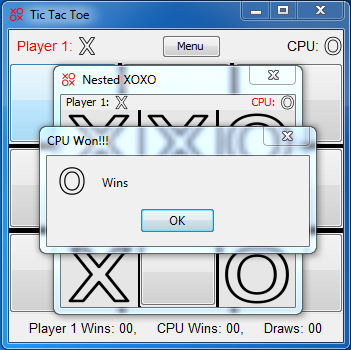 Tic Tac Toe
Player 1: X Menu CPU: O
Nested XOXO
Player 1: X CPU: O
X X O
CPU Won!!!
O Wins
OK
X O
Player 1 Wins: 00, CPU Wins: 00, Draws: 00